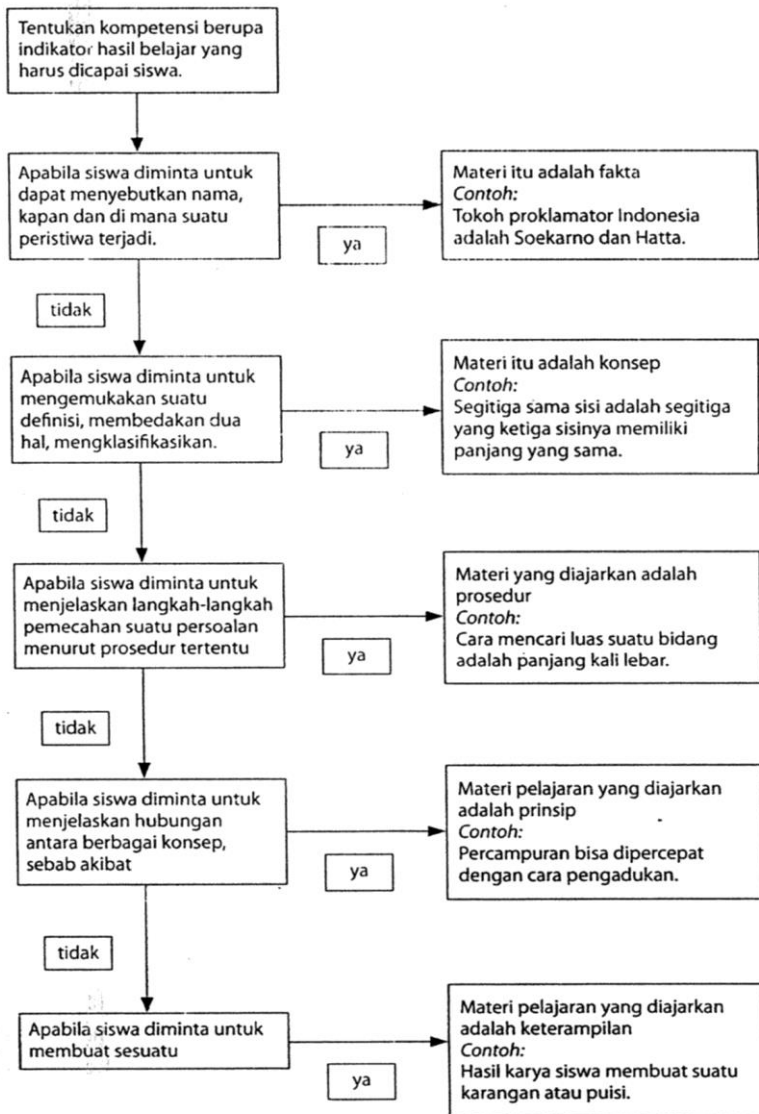 Tentukan kompetensi berupa
indikator hasil belajar yang
harus dicapai siswa.
Apabila siswa diminta untuk
dapat menyebutkan nama,
kapan dan di mana suatu
peristiwa terjadi.
ya
Materi itu adalah fakta
Contoh:
Tokoh proklamator Indonesia
adalah Soekarno dan Hatta.
tidak
Apabila siswa diminta untuk
mengemukakan suatu
definisi, membedakan dua
hal, mengklasifikasikan.
ya
Materi itu adalah konsep
Contoh:
Segitiga sama sisi adalah segitiga
yang ketiga sisinya memiliki
panjang yang sama.
tidak
Apabila siswa diminta untuk
menjelaskan langkah-langkah
pemecahan suatu persoalan
menurut prosedur tertentu
ya
Materi yang diajarkan adalah
prosedur
Contoh:
Cara mencari luas suatu bidang
adalah panjang kali lebar.
tidak
Apabila siswa diminta untuk
menjelaskan hubungan
antara berbagai konsep,
sebab akibat
ya
Materi pelajaran yang diajarkan
adalah prinsip
Contoh:
Percampuran bisa dipercepat
dengan cara pengadukan.
tidak
Apabila siswa diminta untuk
membuat sesuatu
ya
Materi pelajaran yang diajarkan
adalah keterampilan
Contoh:
Hasil karya siswa membuat suatu
karangan atau puisi.